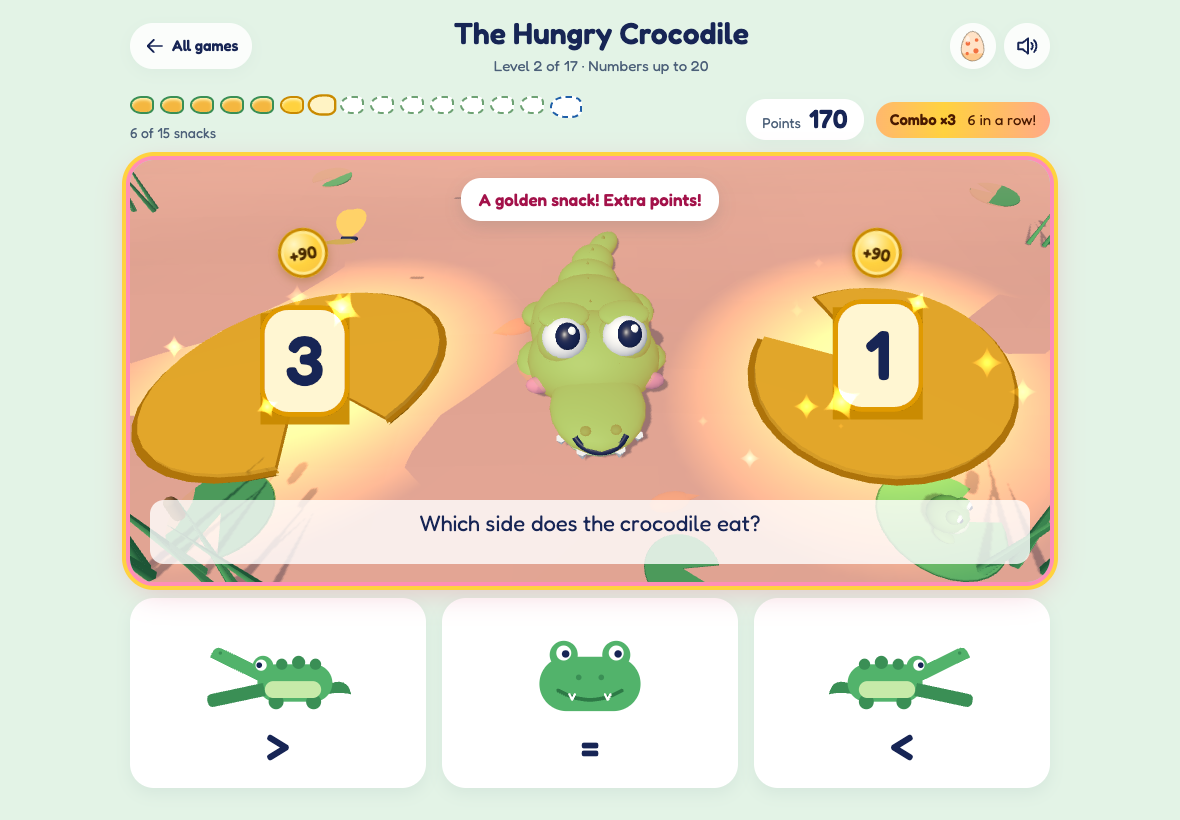 All games
The Hungry Crocodile
Level 2 of 17 · Numbers up to 20
6 of 15 snacks
Points 170
Combo ×3 6 in a row!
A golden snack! Extra points!
+90
+90
3
1
Which side does the crocodile eat?
>
=
<